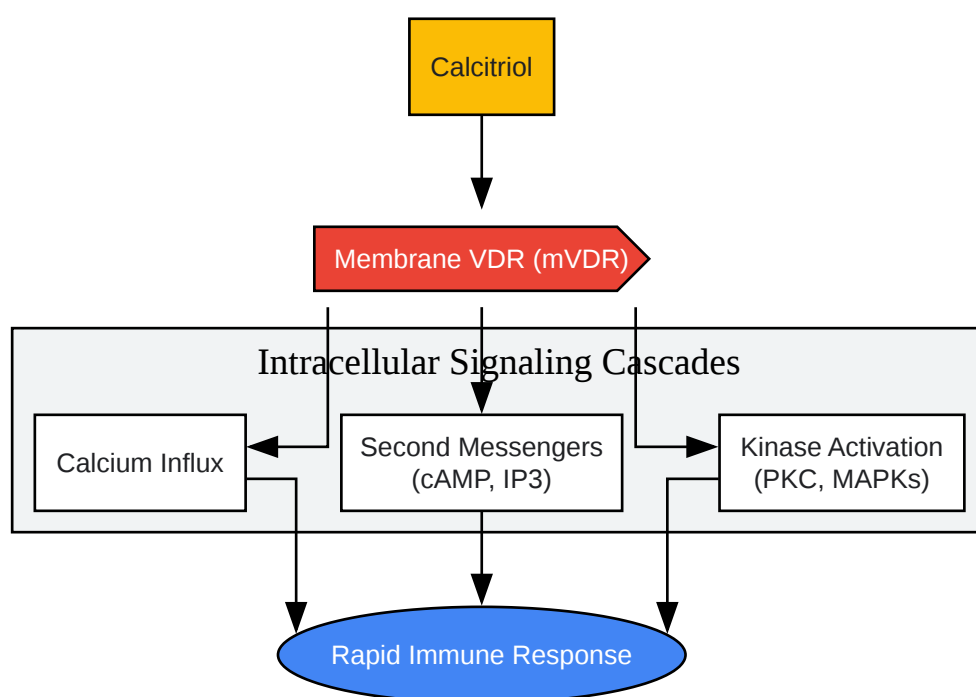 Calcitriol
Membrane VDR (mVDR)
Intracellular Signaling Cascades
Calcium Influx
Second Messengers
(cAMP, IP3)
Kinase Activation
(PKC, MAPKs)
Rapid Immune Response